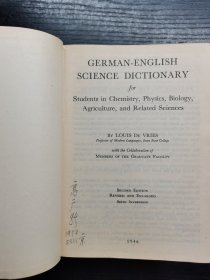 GERMAN-ENGLISH
SCIENCE DICTIONARY
for
Students in Chemistry, Physics, Biology,
Agriculture, and Related Sciences
BY LOUIS DE VRIES
Professor of Modern Languages, Iowa State College
with the Collaboration of
MEMBERS OF THE GRADUATE FACULTY
SECOND EDITION
REVISED AND ENLARGED
SIXTH IMPRESSION
1946